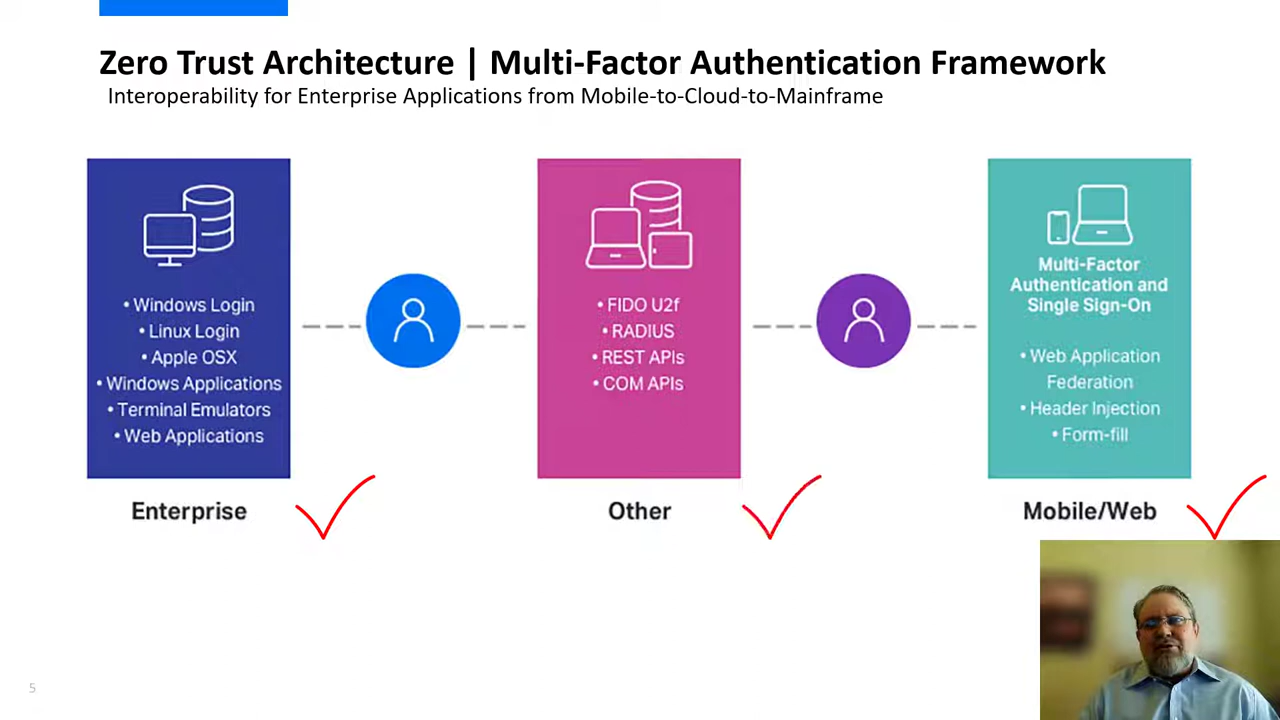 Zero Trust Architecture | Multi-Factor Authentication Framework
Interoperability for Enterprise Applications from Mobile-to-Cloud-to-Mainframe
• Windows Login
• Linux Login
• Apple OSX
• Windows Applications
• Terminal Emulators
• Web Applications
Enterprise
• FIDO U2f
• RADIUS
• REST APIs
• COM APIs
Other
Multi-Factor
Authentication and
Single Sign-On
• Web Application
Federation
• Header Injection
• Form-fill
Mobile/Web
5